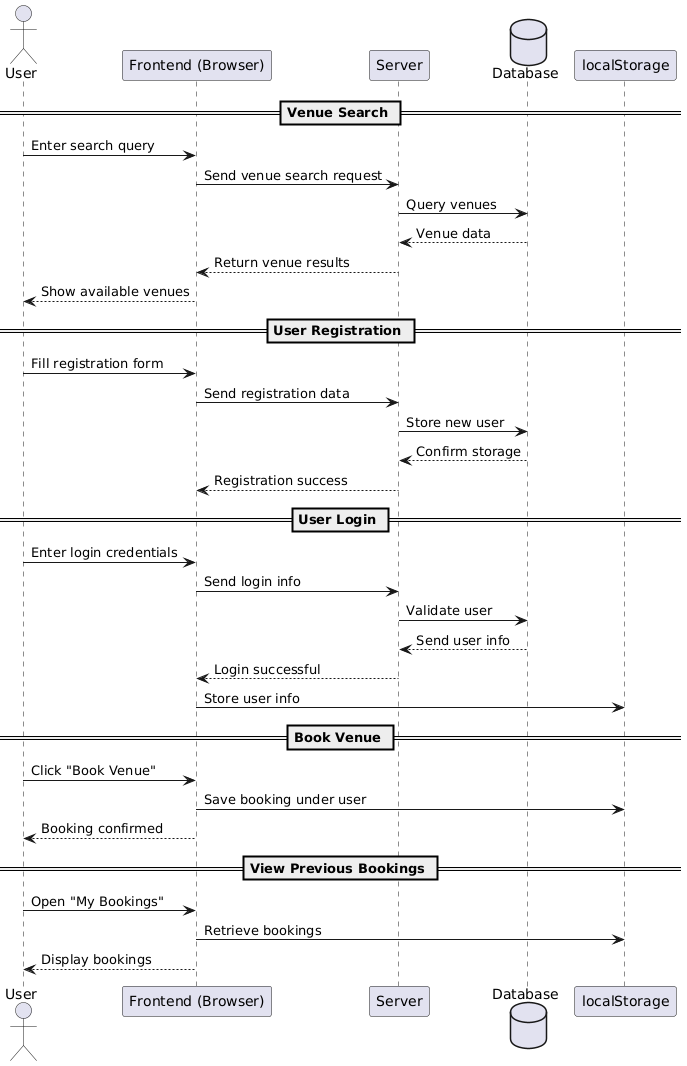 User
Frontend (Browser)
Server
Database
localStorage
Venue Search
Enter search query
Send venue search request
Query venues
Venue data
Return venue results
Show available venues
User Registration
Fill registration form
Send registration data
Store new user
Confirm storage
Registration success
User Login
Enter login credentials
Send login info
Validate user
Send user info
Login successful
Store user info
Book Venue
Click "Book Venue"
Save booking under user
Booking confirmed
View Previous Bookings
Open "My Bookings"
Retrieve bookings
Display bookings
User
Frontend (Browser)
Server
Database
localStorage